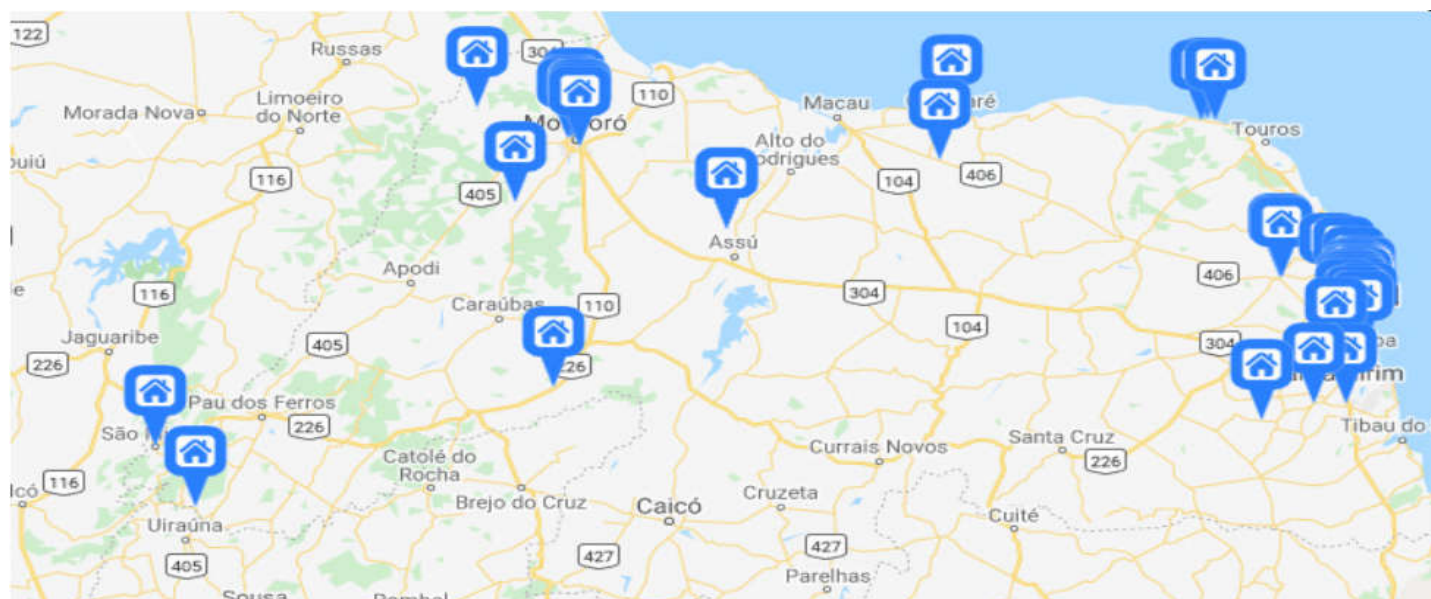 122
304
Russas
110
Morada Nova
Limoeiro
do Norte
Macau
Touros
Alto do
116
405
104
406
Assú
Apodi
406
116
304
110
Caraúbas
104
Jaguaribe
405
304
226
226
Pau dos Ferros
226
São
Tibau do
Santa Cruz
Currais Novos
226
Catolé do
Rocha
116
Brejo do Cruz
Cruzeta
Caicó
Cuité
Uiraúna
427
427
405
Parelhas